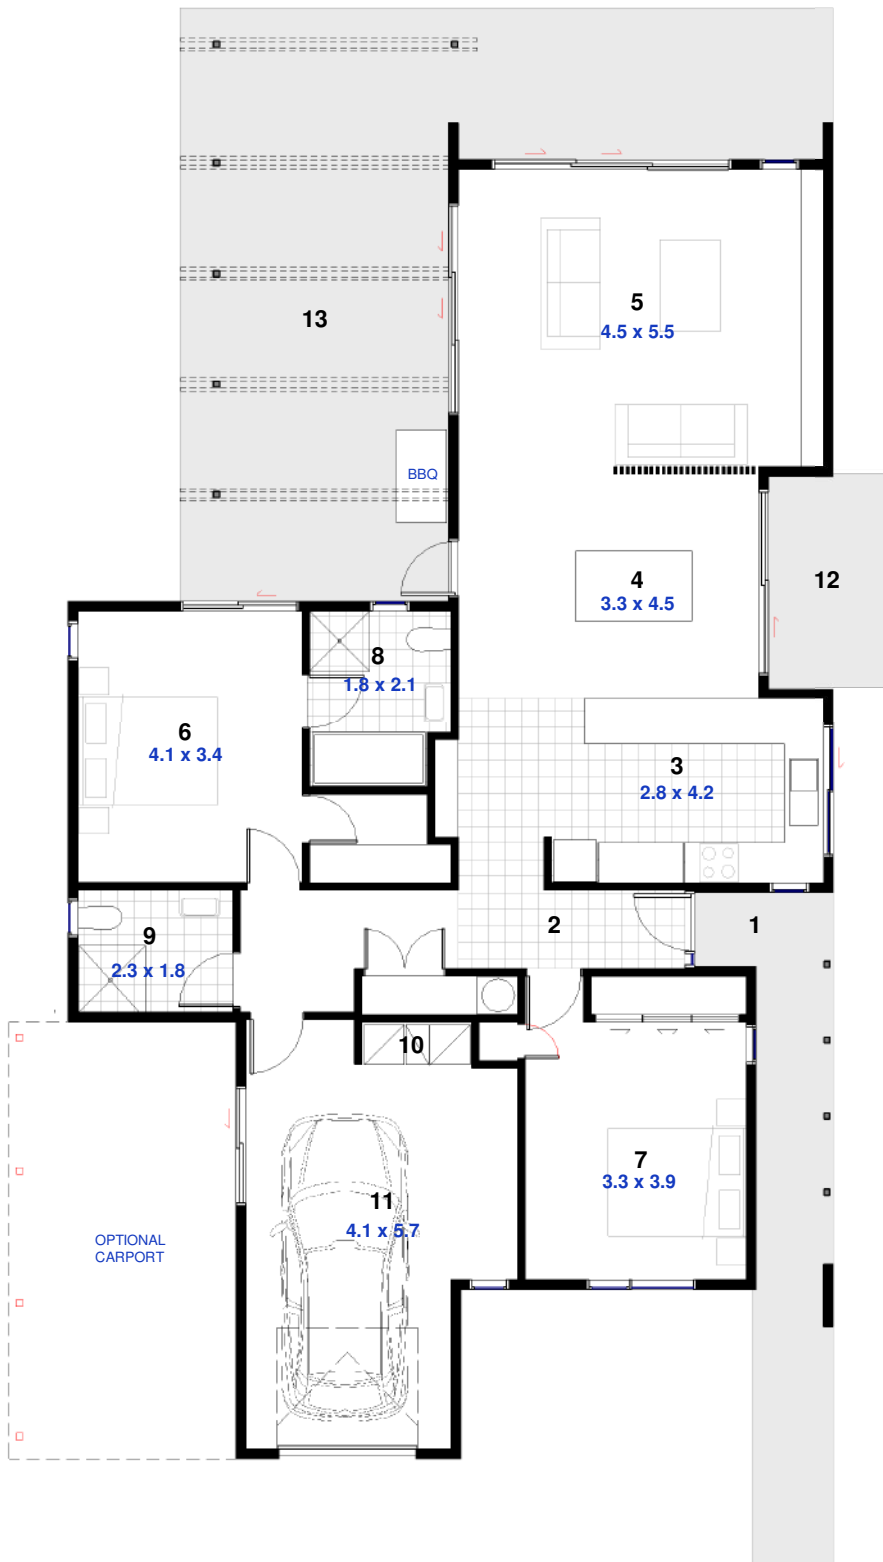 5
4.5 x 5.5
13
BBQ
4
3.3 x 4.5
12
8
1.8 x 2.1
6
4.1 x 3.4
3
2.8 x 4.2
2
1
9
2.3 x 1.8
10
7
3.3 x 3.9
11
4.1 x 5.7
OPTIONAL
CARPORT